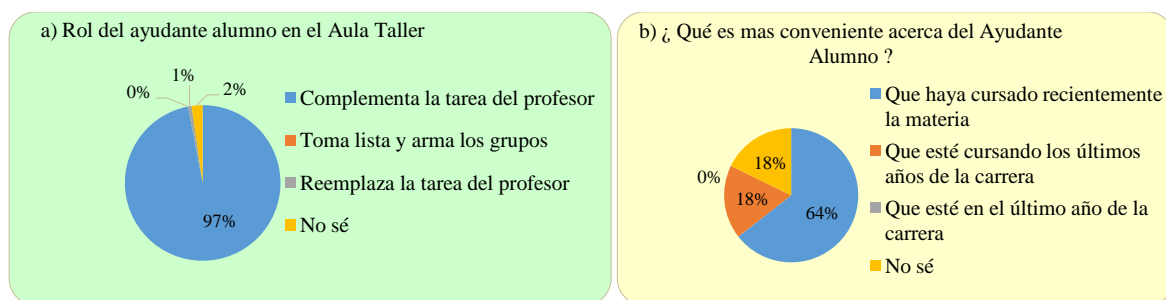 a) Rol del ayudante alumno en el Aula Taller
1%
0%
2%
97%
Complementa la tarea del profesor
Toma lista y arma los grupos
Reemplaza la tarea del profesor
No sé
b) ¿ Qué es mas conveniente acerca del Ayudante
Alumno ?
18%
0%
18%
64%
Que haya cursado recientemente
la materia
Que esté cursando los últimos
años de la carrera
Que esté en el último año de la
carrera
No sé